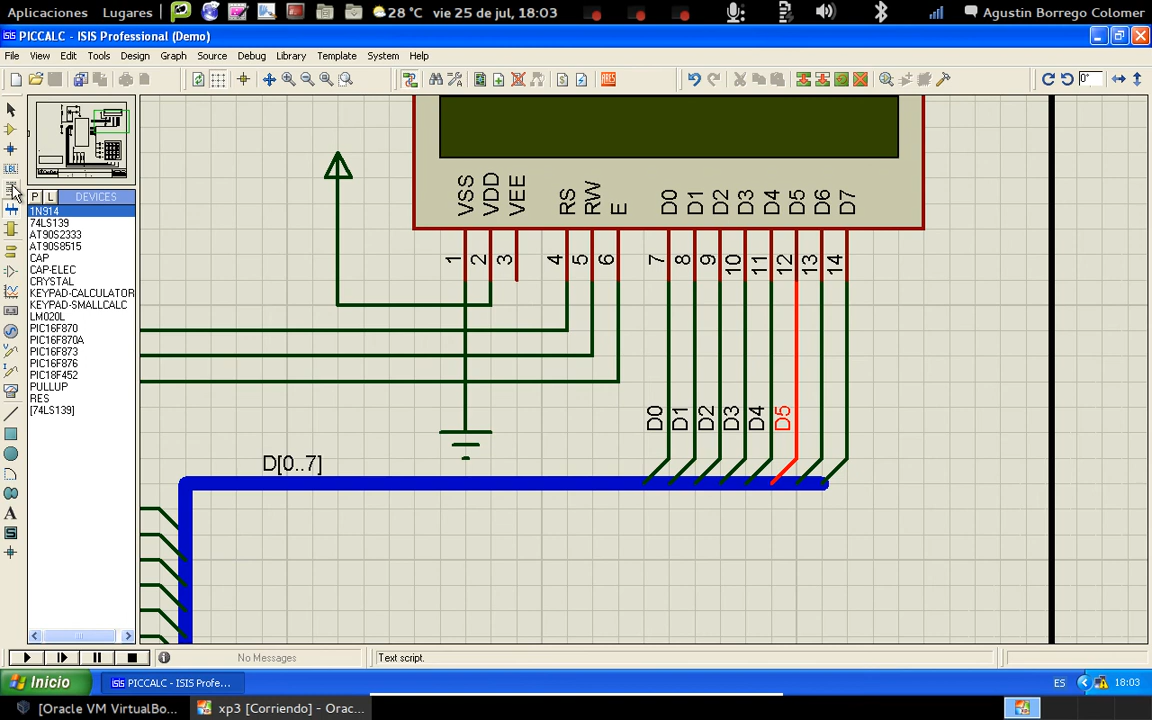 Aplicaciones Lugares 28 °C vie 25 de jul, 18:03 Agustin Borrego Colomer
ISIS PICCALC - ISIS Professional (Demo)
File View Edit Tools Design Graph Source Debug Library Template System Help
ARES 0°
LBL
P L DEVICES
1N914
74LS139
AT90S2333
AT90S8515
CAP
CAP-ELEC
CRYSTAL
KEYPAD-CALCULATOR
KEYPAD-SMALLCALC
LM020L
PIC16F870
PIC16F870A
PIC16F873
PIC16F876
PIC18F452
PULLUP
RES
[74LS139]
A
VSS VDD VEE RS RW E D0 D1 D2 D3 D4 D5 D6 D7
1 2 3 4 5 6 7 8 9 10 11 12 13 14
D0 D1 D2 D3 D4 D5
D[0..7]
No Messages Text script.
Inicio ISIS PICCALC - ISIS Profe... ES 18:03
[Oracle VM VirtualBo... xp3 [Corriendo] - Orac...